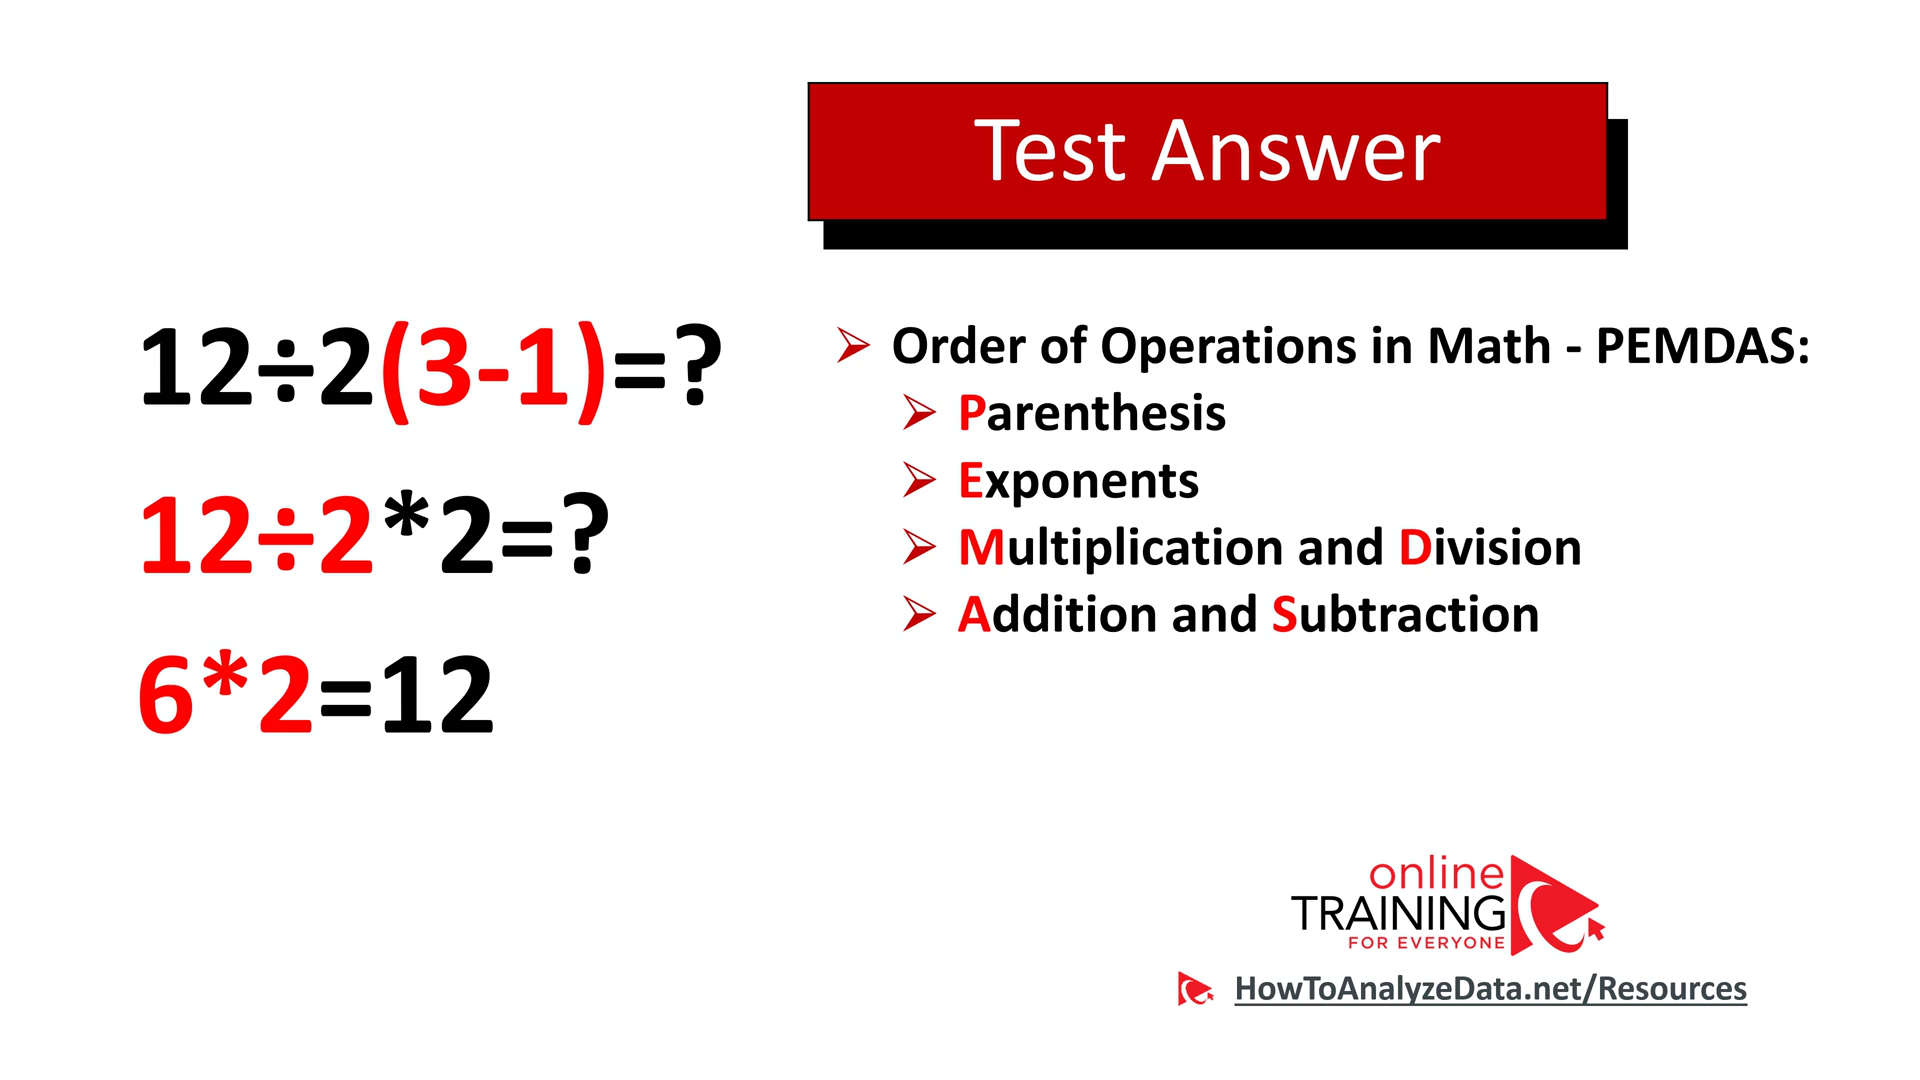 Test Answer
12÷2(3-1)=?
12÷2*2=?
6*2=12
Order of Operations in Math - PEMDAS:
Parenthesis
Exponents
Multiplication and Division
Addition and Subtraction
online
TRAINING
FOR EVERYONE
HowToAnalyzeData.net/Resources